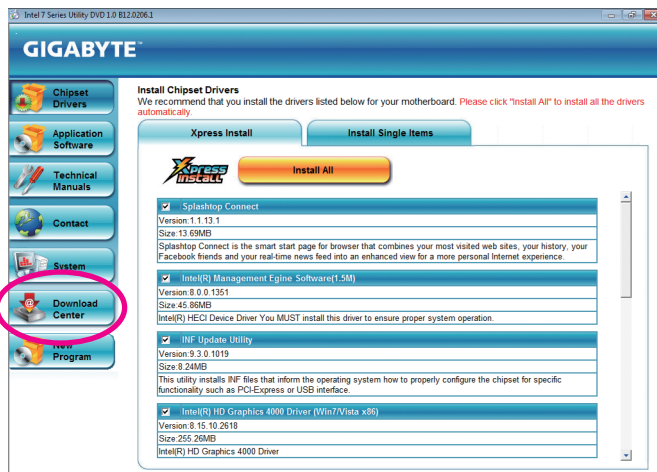 Intel 7 Series Utility DVD 1.0 B12.0206.1
GIGABYTE™
Chipset
Drivers
Application
Software
Technical
Manuals
Contact
System
Download
Center
New
Program
Install Chipset Drivers
We recommend that you install the drivers listed below for your motherboard. Please click "Install All" to install all the drivers
automatically.
Xpress Install
Install Single Items
Xpress
Install
Install All
Splashtop Connect
Version:1.1.13.1
Size:13.69MB
Splashtop Connect is the smart start page for browser that combines your most visited web sites, your history, your
Facebook friends and your real-time news feed into an enhanced view for a more personal Internet experience.
Intel(R) Management Egine Software(1.5M)
Version:8.0.0.1351
Size:45.86MB
Intel(R) HECI Device Driver You MUST install this driver to ensure proper system operation.
INF Update Utility
Version:9.3.0.1019
Size:8.24MB
This utility installs INF files that inform the operating system how to properly configure the chipset for specific
functionality such as PCI-Express or USB interface.
Intel(R) HD Graphics 4000 Driver (Win7/Vista x86)
Version:8.15.10.2618
Size:255.26MB
Intel(R) HD Graphics 4000 Driver